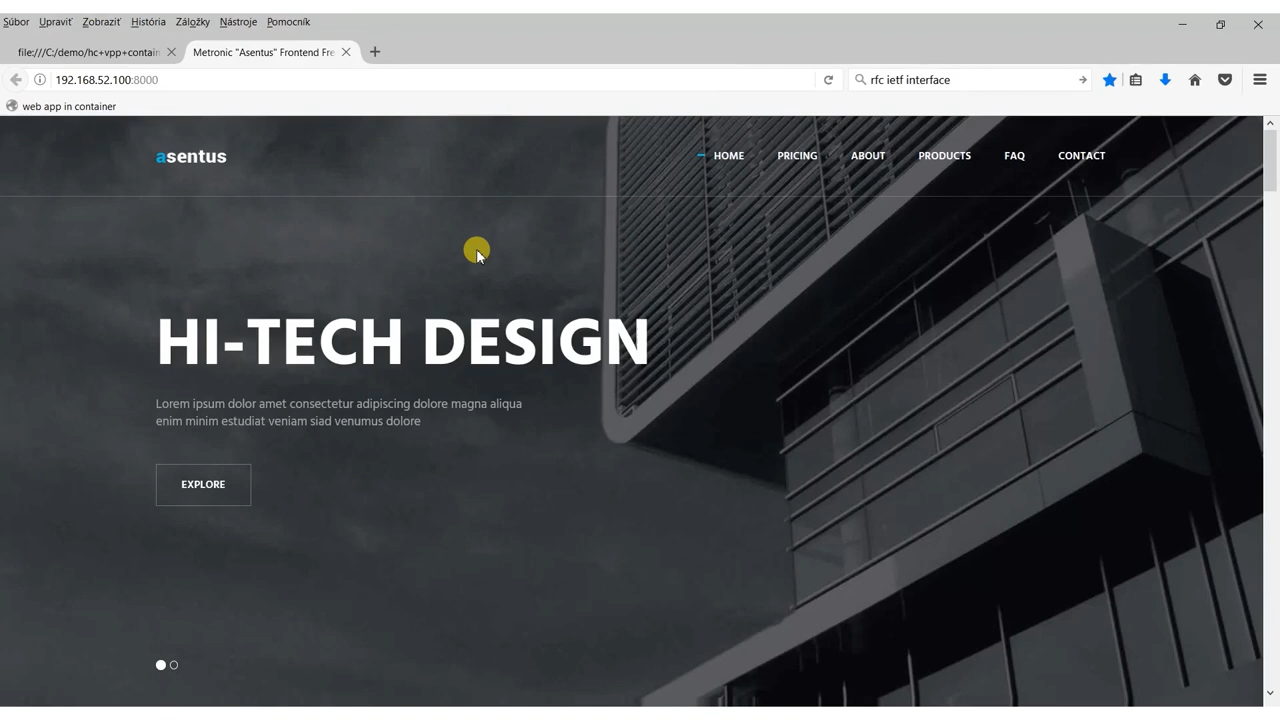 Súbor Upraviť Zobraziť História Záložky Nástroje Pomocník
file:///C:/demo/hc+vpp+contain
Metronic "Asentus" Frontend Fre
192.168.52.100:8000
rfc ietf interface
web app in container
asentus
HOME PRICING ABOUT PRODUCTS FAQ CONTACT
HI-TECH DESIGN
Lorem ipsum dolor amet consectetur adipiscing dolore magna aliqua
enim minim estudiat veniam siad venumus dolore
EXPLORE